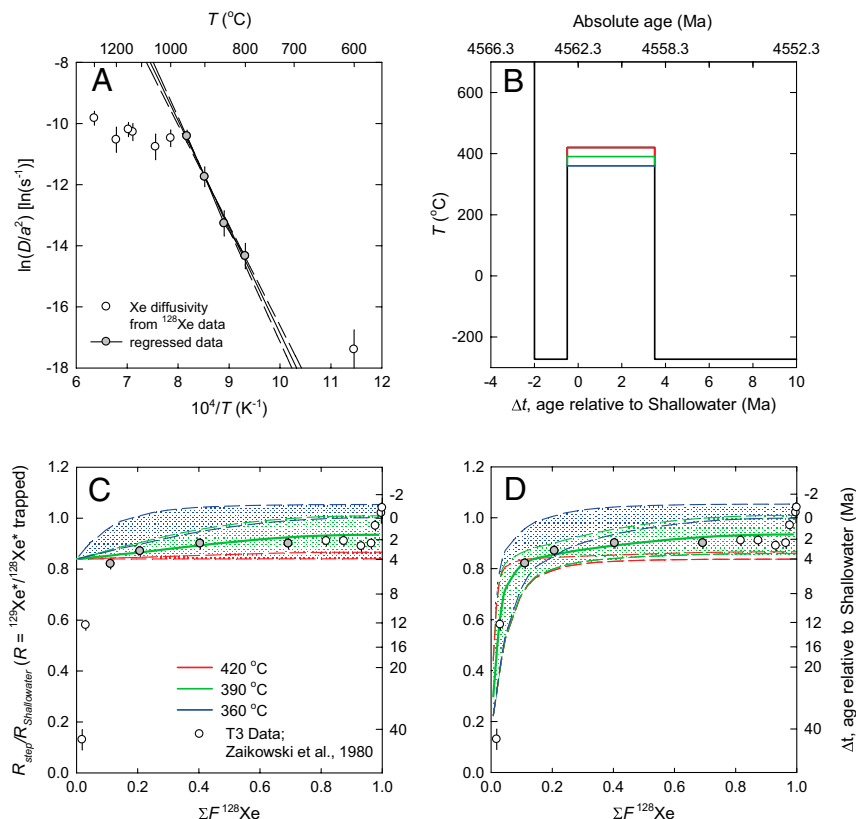 T (°C)
1200 1000 900 800 700 600
A
-8
-10
-12
-14
-16
-18
ln(D/a²) [ln(s⁻¹)]
Xe diffusivity
from ¹²⁸Xe data
regressed data
6 7 8 9 10 11 12
10⁴/T (K⁻¹)
Absolute age (Ma)
4566.3 4562.3 4558.3 4552.3
B
600
400
200
0
-200
T (°C)
-4 -2 0 2 4 6 8 10
Δt, age relative to Shallowater (Ma)
C
1.2
1.0
0.8
0.6
0.4
0.2
0.0
R step/R Shallowater (R = ¹²⁹Xe*/¹²⁸Xe* trapped)
420 °C
390 °C
360 °C
T3 Data;
Zaikowski et al., 1980
-2
0
2
4
8
12
16
20
40
0.0 0.2 0.4 0.6 0.8 1.0
ΣF ¹²⁸Xe
D
1.2
1.0
0.8
0.6
0.4
0.2
0.0
-2
0
2
4
8
12
16
20
40
Δt, age relative to Shallowater (Ma)
0.0 0.2 0.4 0.6 0.8 1.0
ΣF ¹²⁸Xe